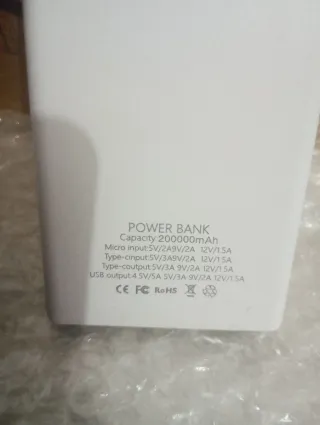 POWER BANK
Capacity:200000mAh
Micro input:5V/2A9V/2A 12V/1.5A
Type-cinput:5V/3A9V/2A 12V/1.5A
Type-coutput:5V/3A 9V/2A 12V/1.5A
USB output:4.5V/5A 5V/3A 9V/2A 12V/1.5A
CE FC RoHS